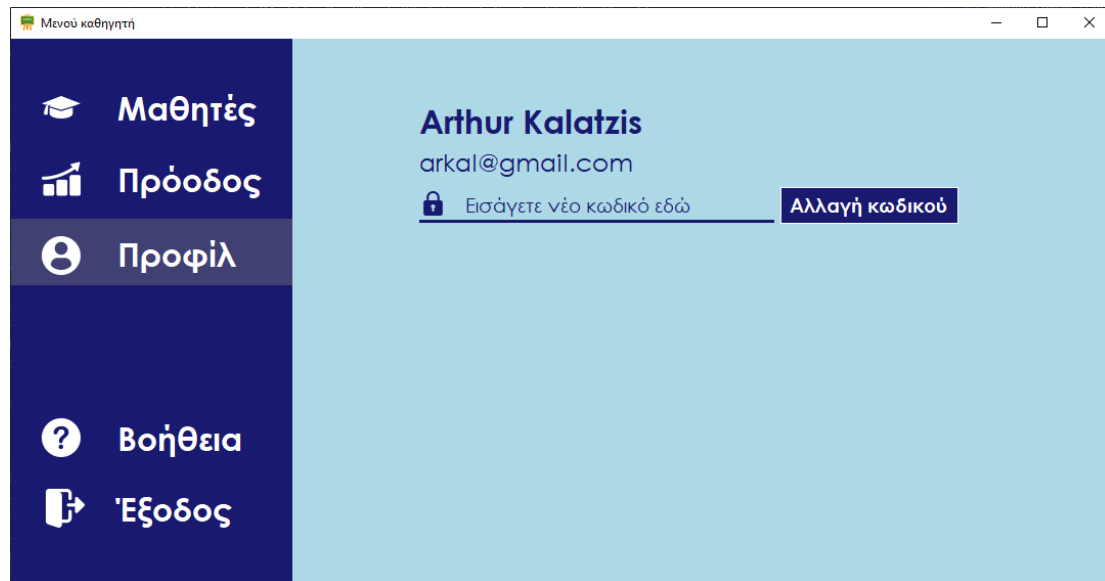 Μενού καθηγητή
Μαθητές
Πρόοδος
Προφίλ
Βοήθεια
Έξοδος
Arthur Kalatzis
arkal@gmail.com
Εισάγετε νέο κωδικό εδώ
Αλλαγή κωδικού